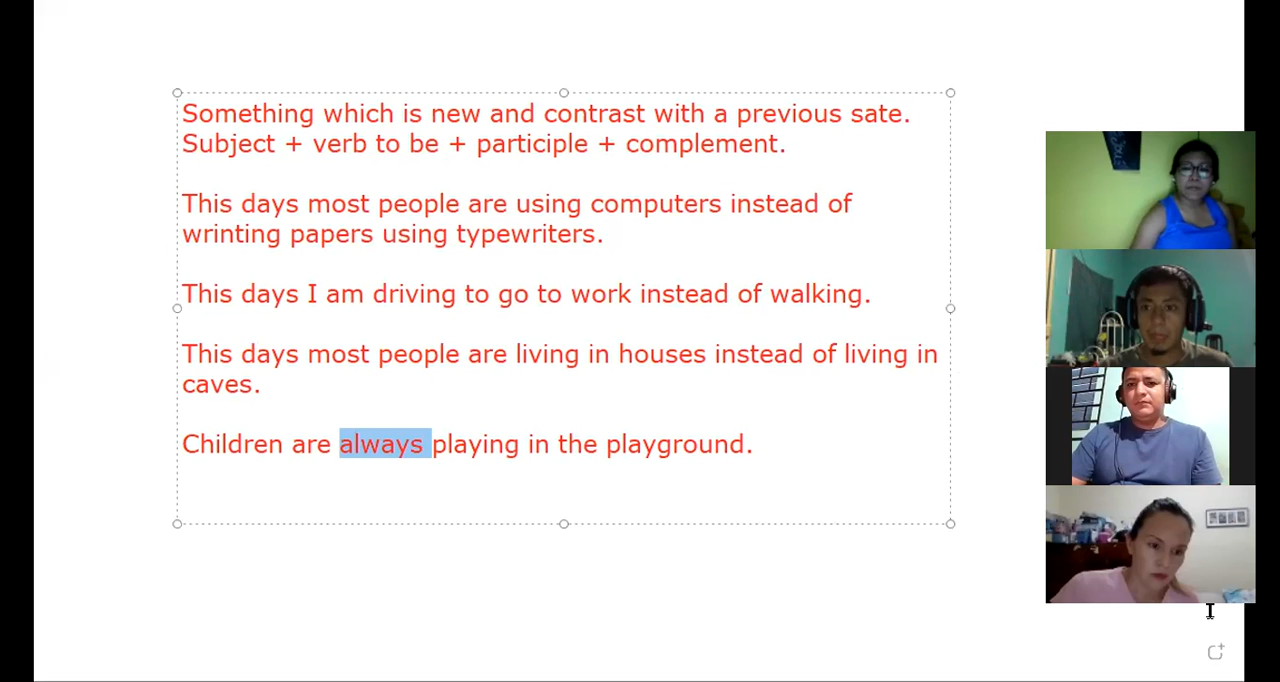 Something which is new and contrast with a previous sate.
Subject + verb to be + participle + complement.
This days most people are using computers instead of
wrinting papers using typewriters.
This days I am driving to go to work instead of walking.
This days most people are living in houses instead of living in
caves.
Children are always playing in the playground.